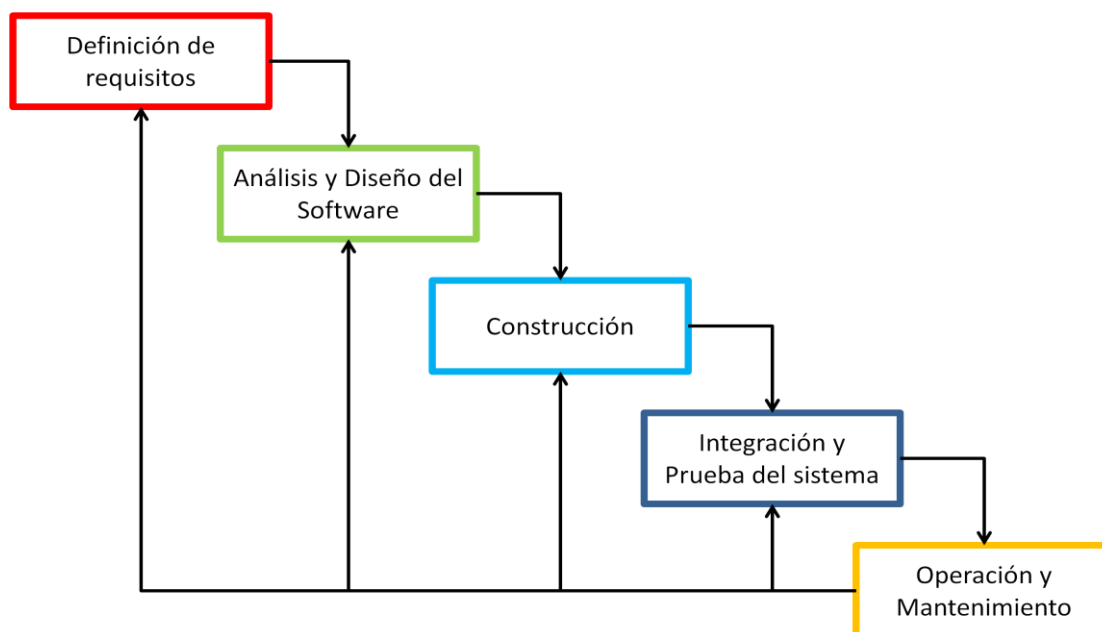 Definición de
requisitos
Análisis y Diseño del
Software
Construcción
Integración y
Prueba del sistema
Operación y
Mantenimiento